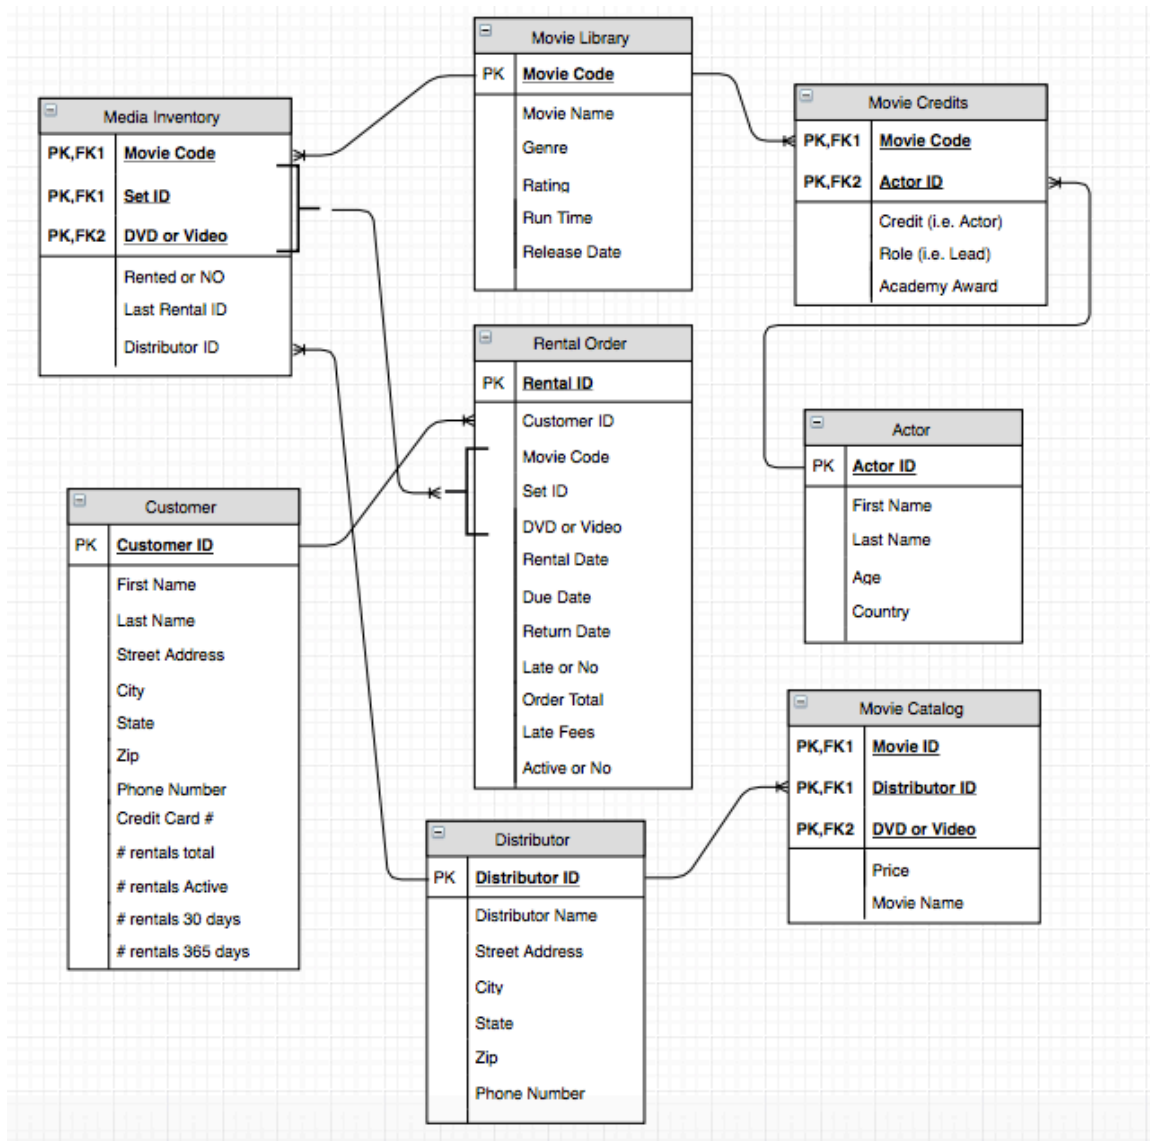 Movie Library
PK Movie Code
Movie Name
Genre
Rating
Run Time
Release Date
Media Inventory
PK,FK1 Movie Code
PK,FK1 Set ID
PK,FK2 DVD or Video
Rented or NO
Last Rental ID
Distributor ID
Movie Credits
PK,FK1 Movie Code
PK,FK2 Actor ID
Credit (i.e. Actor)
Role (i.e. Lead)
Academy Award
Rental Order
PK Rental ID
Customer ID
Movie Code
Set ID
DVD or Video
Rental Date
Due Date
Return Date
Late or No
Order Total
Late Fees
Active or No
Actor
PK Actor ID
First Name
Last Name
Age
Country
Customer
PK Customer ID
First Name
Last Name
Street Address
City
State
Zip
Phone Number
Credit Card #
# rentals total
# rentals Active
# rentals 30 days
# rentals 365 days
Movie Catalog
PK,FK1 Movie ID
PK,FK1 Distributor ID
PK,FK2 DVD or Video
Price
Movie Name
Distributor
PK Distributor ID
Distributor Name
Street Address
City
State
Zip
Phone Number